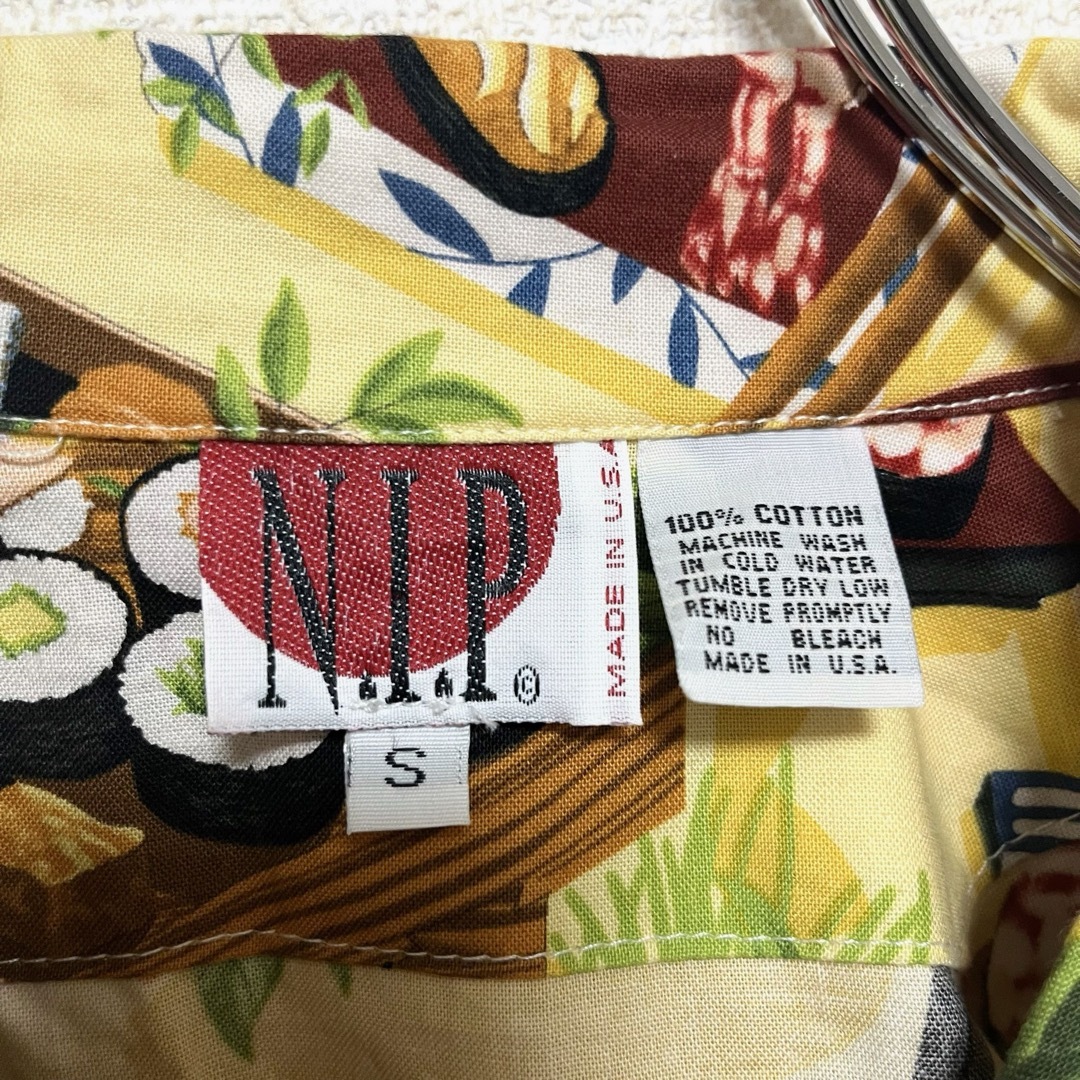 N.I.P
©
MADE IN U.S.A
S
100% COTTON
MACHINE WASH
IN COLD WATER
TUMBLE DRY LOW
REMOVE PROMPTLY
NO BLEACH
MADE IN U.S.A.